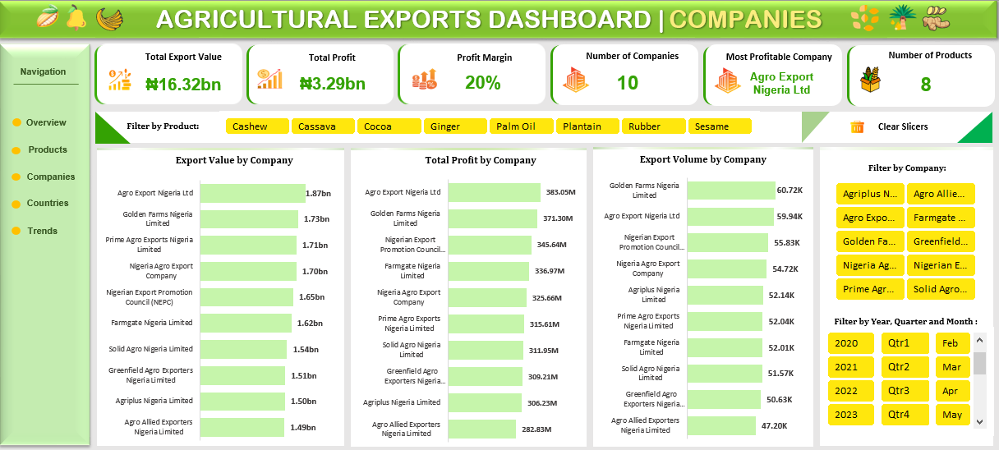 AGRICULTURAL EXPORTS DASHBOARD | COMPANIES
Navigation
Overview
Products
Companies
Countries
Trends
Total Export Value
₦16.32bn
Total Profit
₦3.29bn
Profit Margin
20%
Number of Companies
10
Most Profitable Company
Agro Export
Nigeria Ltd
Number of Products
8
Filter by Product:
Cashew
Cassava
Cocoa
Ginger
Palm Oil
Plantain
Rubber
Sesame
Clear Slicers
Export Value by Company
Agro Export Nigeria Ltd
1.87bn
Golden Farms Nigeria
Limited
1.73bn
Prime Agro Exports Nigeria
Limited
1.71bn
Nigeria Agro Export
Company
1.70bn
Nigerian Export Promotion
Council (NEPC)
1.65bn
Farmgate Nigeria Limited
1.62bn
Solid Agro Nigeria Limited
1.54bn
Greenfield Agro Exporters
Nigeria Limited
1.51bn
Agriplus Nigeria Limited
1.50bn
Agro Allied Exporters
Nigeria Limited
1.49bn
Total Profit by Company
Agro Export Nigeria Ltd
383.05M
Golden Farms Nigeria
Limited
371.30M
Nigerian Export
Promotion Council...
345.64M
Farmgate Nigeria
Limited
336.97M
Nigeria Agro Export
Company
325.66M
Prime Agro Exports
Nigeria Limited
315.61M
Solid Agro Nigeria
Limited
311.95M
Greenfield Agro
Exporters Nigeria...
309.21M
Agriplus Nigeria Limited
306.23M
Agro Allied Exporters
Nigeria Limited
282.83M
Export Volume by Company
Golden Farms Nigeria
Limited
60.72K
Agro Export Nigeria Ltd
59.94K
Nigerian Export
Promotion Council...
55.83K
Nigeria Agro Export
Company
54.72K
Agriplus Nigeria
Limited
52.14K
Prime Agro Exports
Nigeria Limited
52.04K
Farmgate Nigeria
Limited
52.01K
Solid Agro Nigeria
Limited
51.57K
Greenfield Agro
Exporters Nigeria...
50.63K
Agro Allied Exporters
Nigeria Limited
47.20K
Filter by Company:
Agriplus N...
Agro Allie...
Agro Expo...
Farmgate ...
Golden Fa...
Greenfield...
Nigeria Ag...
Nigerian E...
Prime Agr...
Solid Agro...
Filter by Year, Quarter and Month :
2020
Qtr1
Feb
2021
Qtr2
Mar
2022
Qtr3
Apr
2023
Qtr4
May